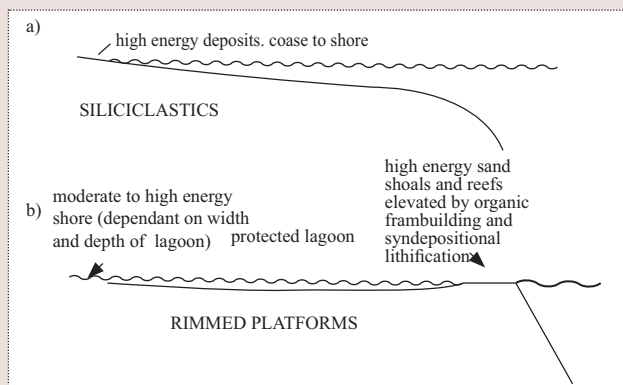 a)
high energy deposits. coase to shore
SILICICLASTICS
high energy sand
shoals and reefs
elevated by organic
frambuilding and
syndepositional
lithification
b)
moderate to high energy
shore (dependant on width
and depth of lagoon)
protected lagoon
RIMMED PLATFORMS